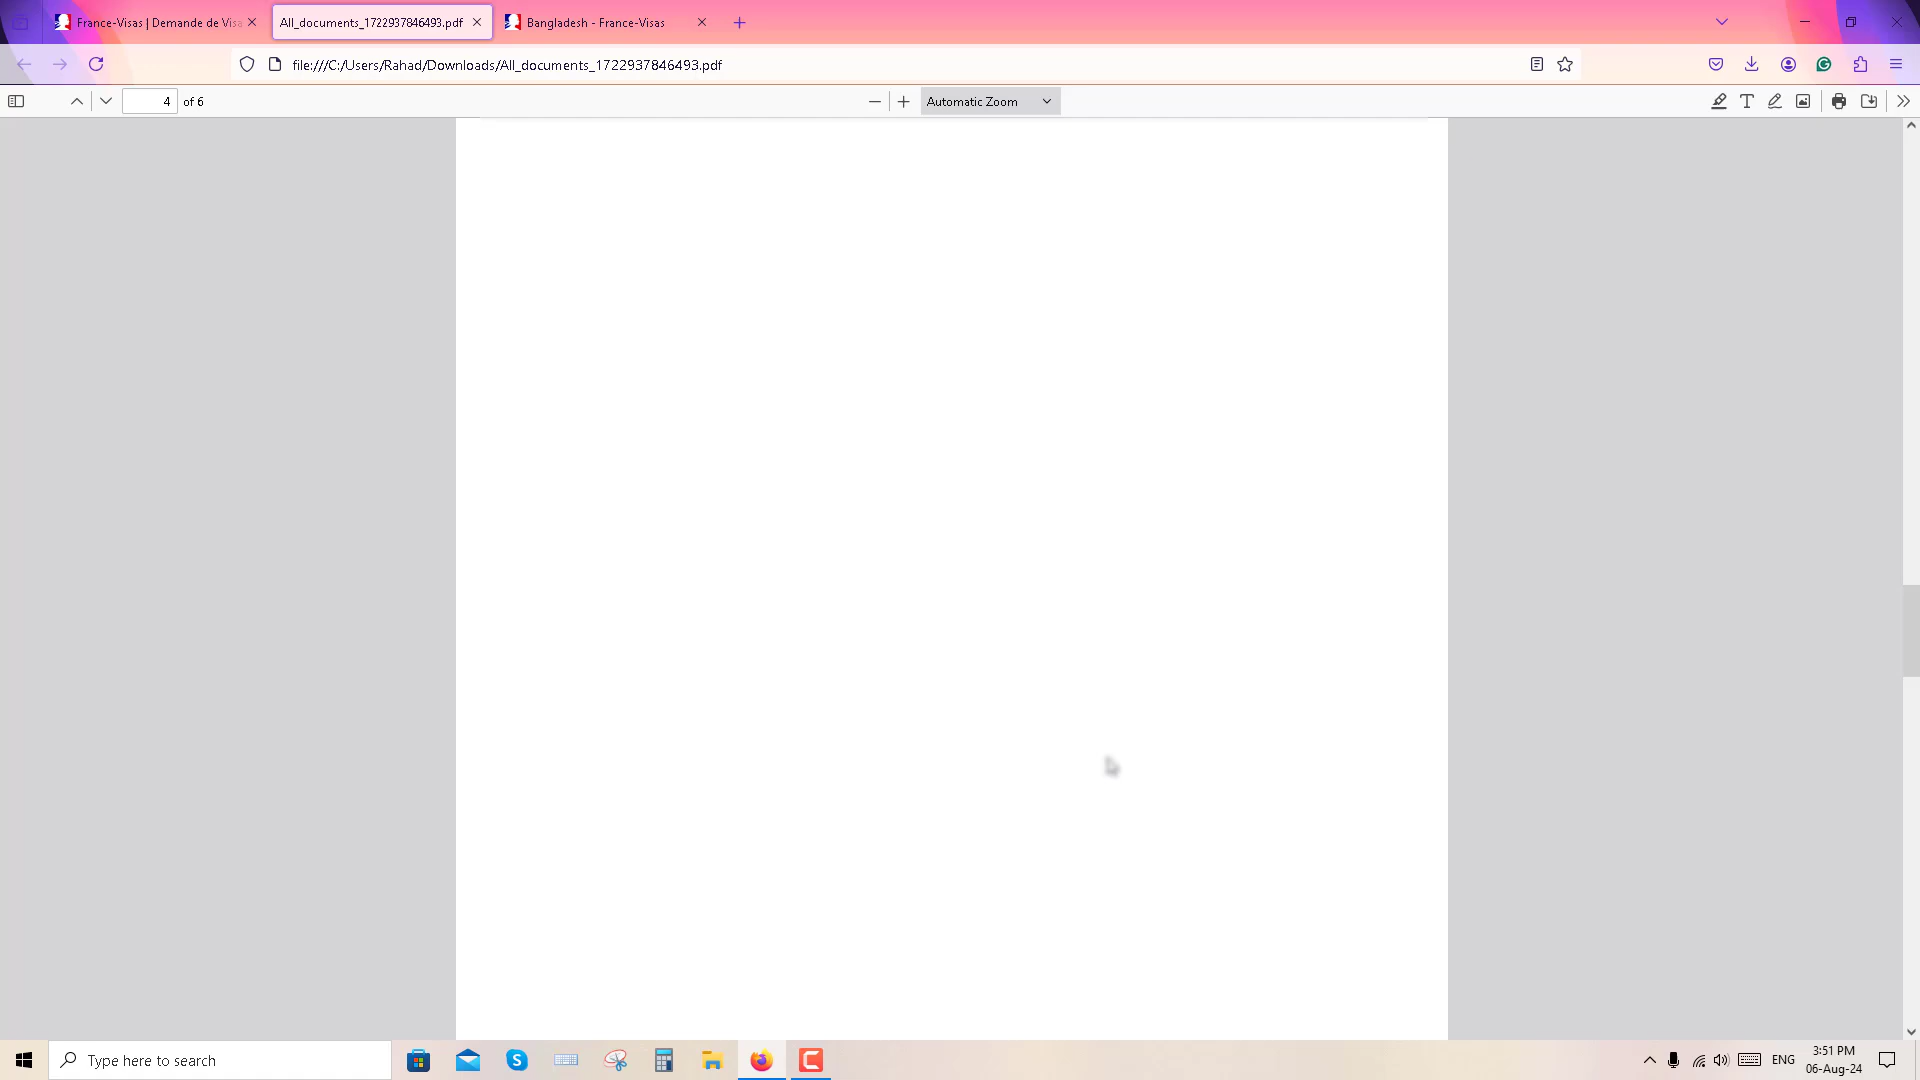 France-Visas | Demande de Visa
All_documents_1722937846493.pdf
Bangladesh - France-Visas
file:///C:/Users/Rahad/Downloads/All_documents_1722937846493.pdf
4 of 6
Automatic Zoom
Type here to search
ENG
3:51 PM
06-Aug-24